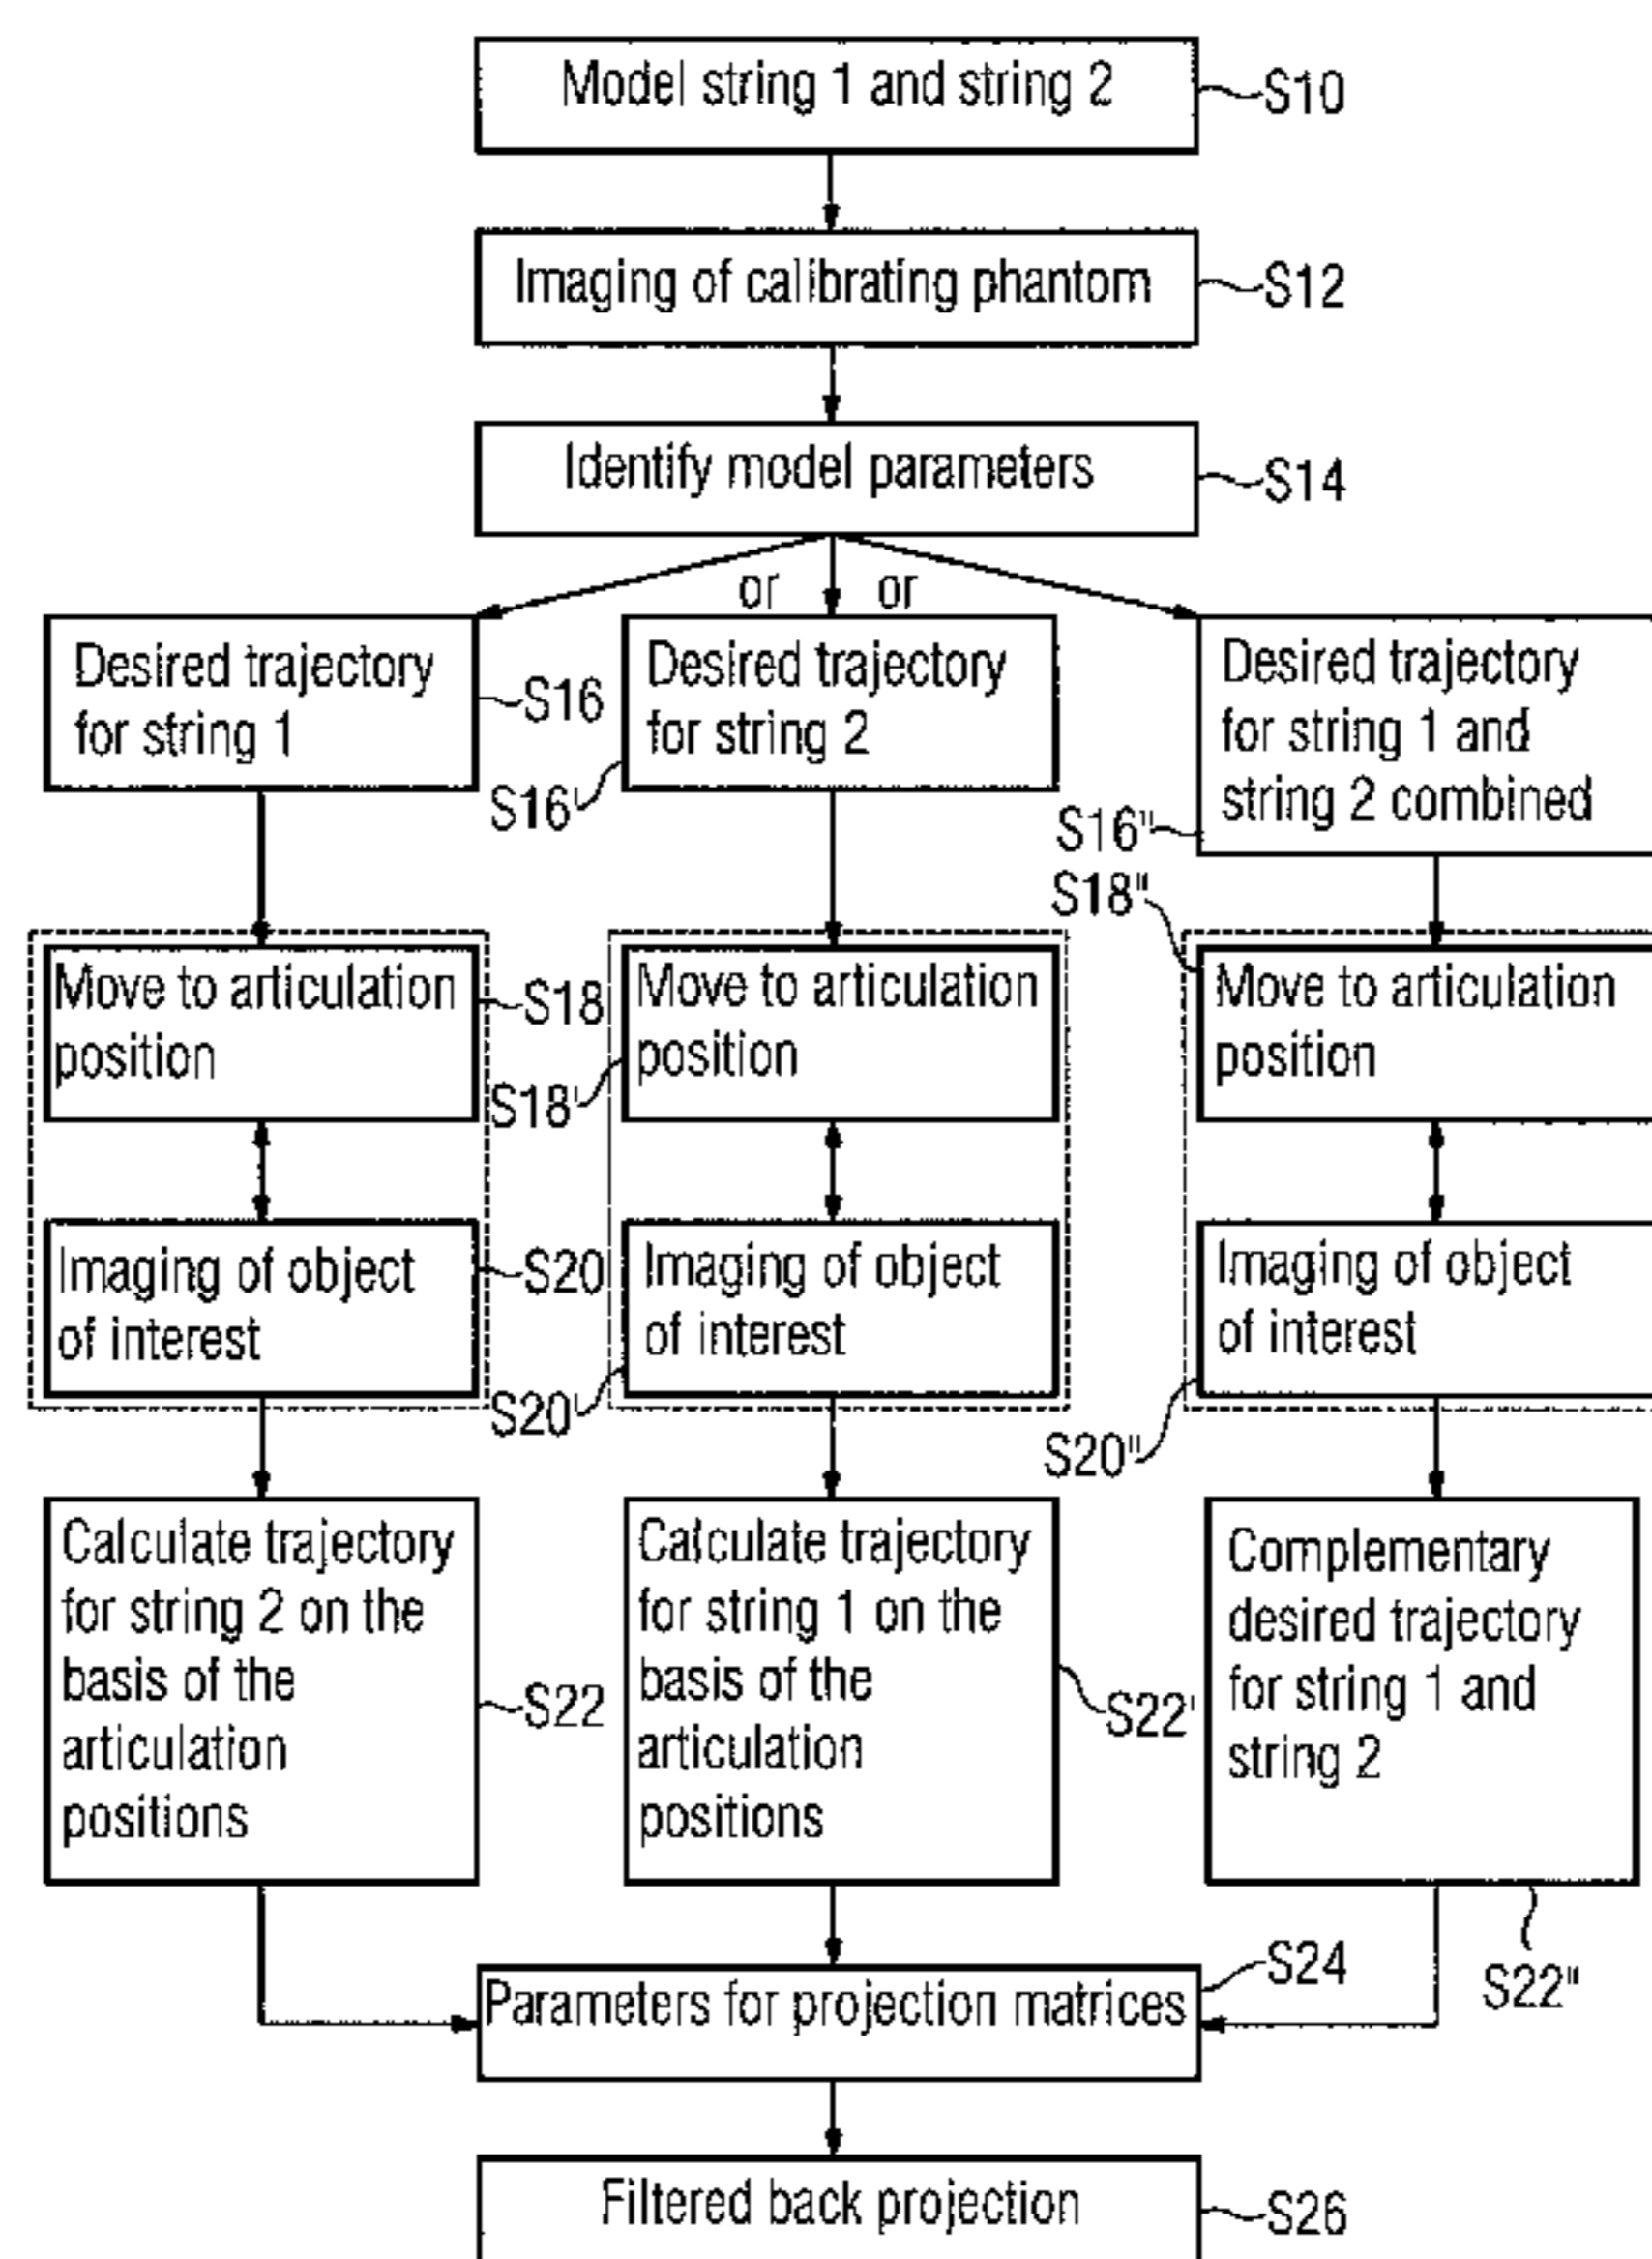 Model string 1 and string 2
S10
Imaging of calibrating phantom
S12
Identify model parameters
S14
or
or
Desired trajectory
for string 1
S16
Desired trajectory
for string 2
S16'
Desired trajectory
for string 1 and
string 2 combined
S16"
Move to articulation
position
S18
Move to articulation
position
S18'
Move to articulation
position
S18"
Imaging of object
of interest
S20
Imaging of object
of interest
S20'
Imaging of object
of interest
S20"
Calculate trajectory
for string 2 on the
basis of the
articulation
positions
S22
Calculate trajectory
for string 1 on the
basis of the
articulation
positions
S22'
Complementary
desired trajectory
for string 1 and
string 2
S22"
Parameters for projection matrices
S24
Filtered back projection
S26